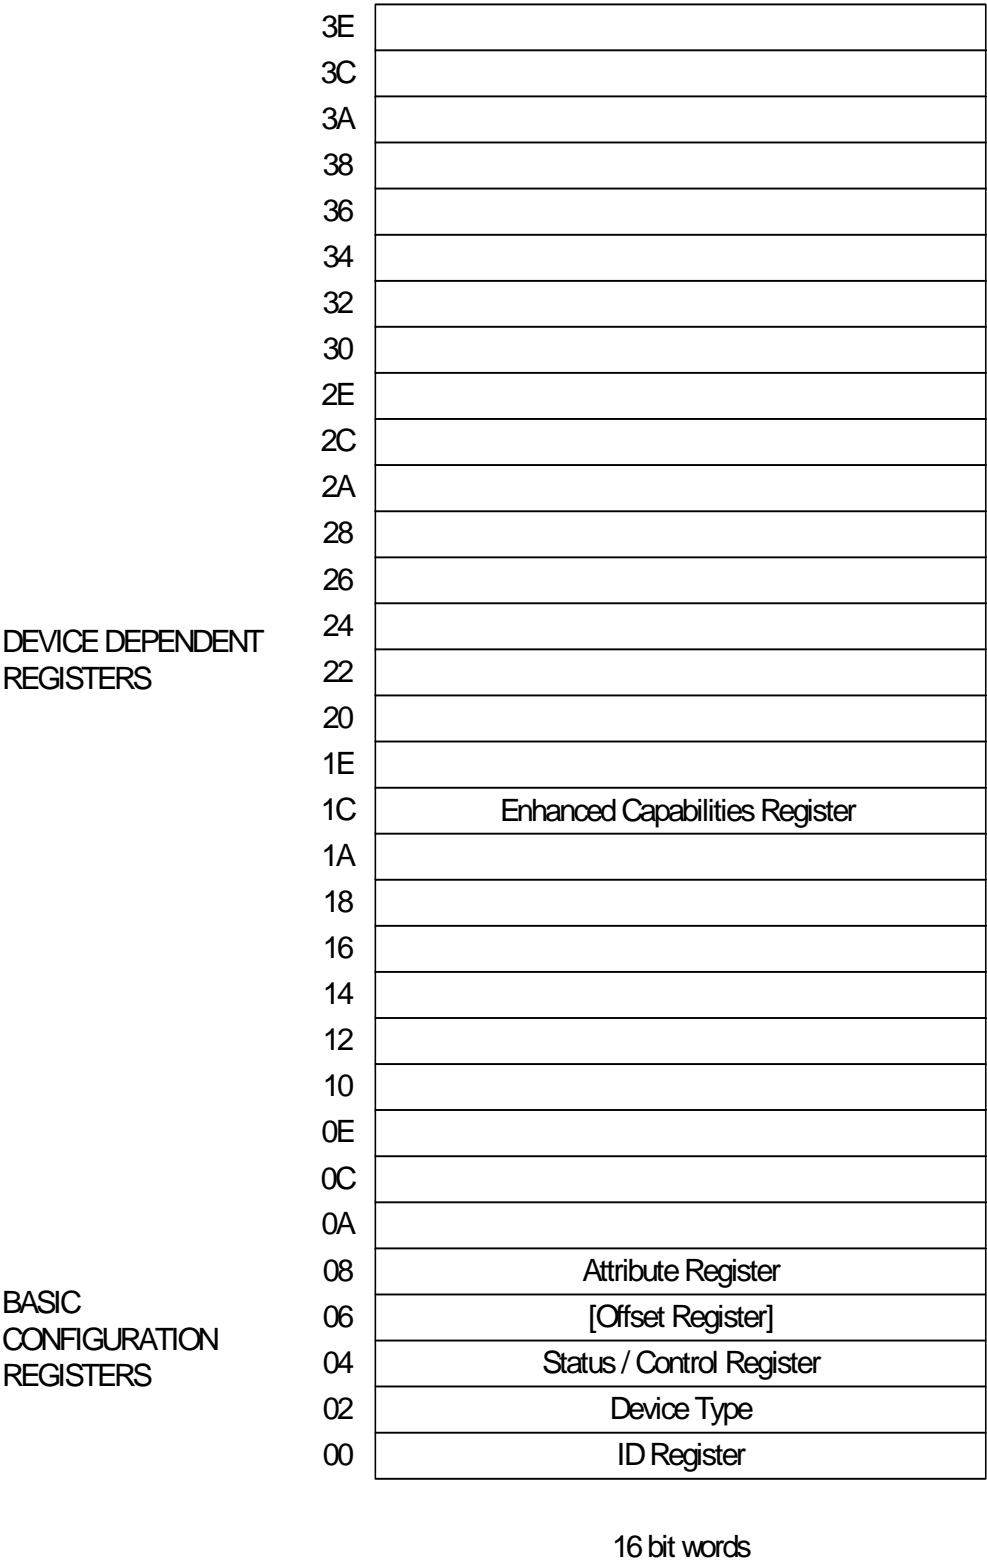 3E
3C
3A
38
36
34
32
30
2E
2C
2A
28
26
DEVICE DEPENDENT
REGISTERS
24
22
20
1E
1C Enhanced Capabilities Register
1A
18
16
14
12
10
0E
0C
0A
BASIC
CONFIGURATION
REGISTERS
08 Attribute Register
06 [Offset Register]
04 Status / Control Register
02 Device Type
00 ID Register
16 bit words